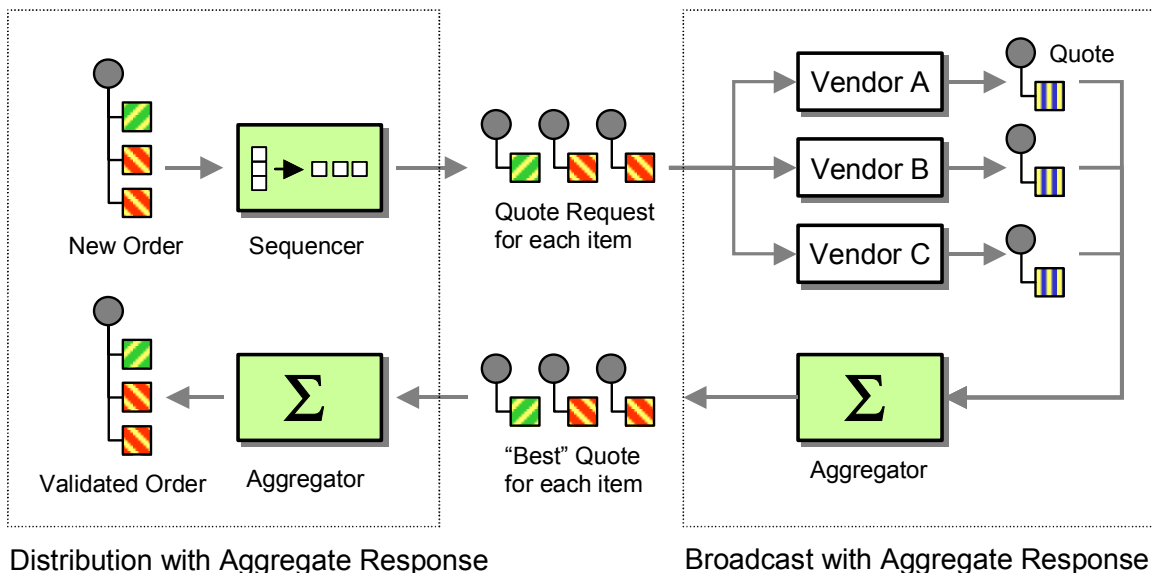 Vendor A
Quote
Vendor B
Vendor C
New Order
Sequencer
Quote Request
for each item
Σ
Σ
Validated Order
Aggregator
“Best” Quote
for each item
Aggregator
Distribution with Aggregate Response
Broadcast with Aggregate Response